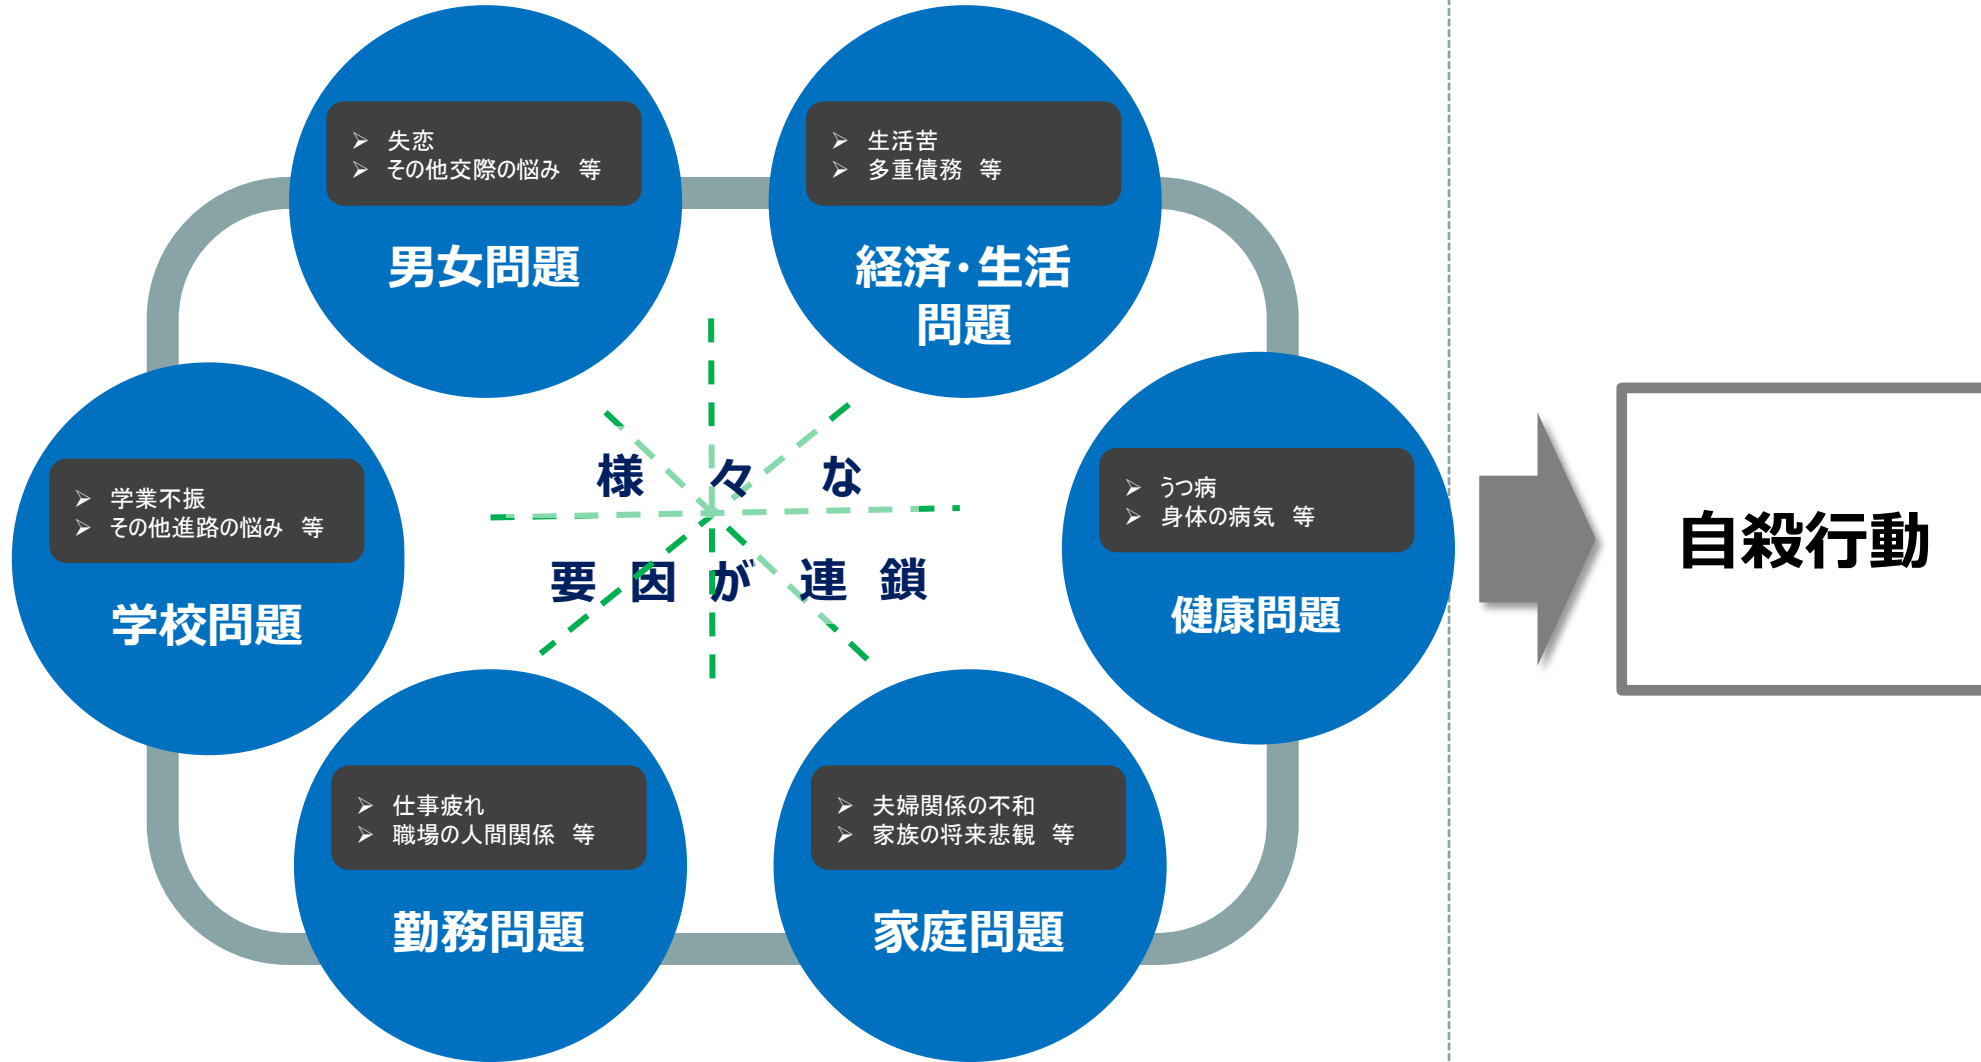 ➢ 失恋
➢ その他交際の悩み 等
男女問題
➢ 生活苦
➢ 多重債務 等
経済・生活
問題
➢ 学業不振
➢ その他進路の悩み 等
学校問題
様々な
要因が連鎖
➢ うつ病
➢ 身体の病気 等
健康問題
➢ 仕事疲れ
➢ 職場の人間関係 等
勤務問題
➢ 夫婦関係の不和
➢ 家族の将来悲観 等
家庭問題
自殺行動